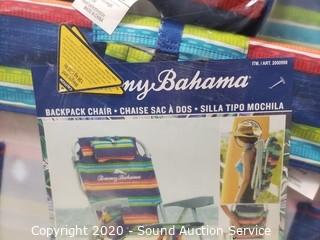 ITM. / ART. 2000998
my Bahama
BACKPACK CHAIR • CHAISE SAC À DOS • SILLA TIPO MOCHILA
Tommy Bahama
Copyright 2020 - Sound Auction Service